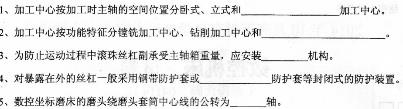 1、加工中心按加工时主轴的空间位置分卧式、立式和____________加工中心。
2、加工中心按功能特征分镗铣加工中心、钻削加工中心和____________。
3、为防止运动过程中滚珠丝杠副承受主轴箱重量，应安装______机构。
4、对暴露在外的丝杠一般采用钢带防护套或____________防护套等封闭式的防护装置。
5、数控坐标磨床的磨头绕磨头套筒中心线的公转为______轴。